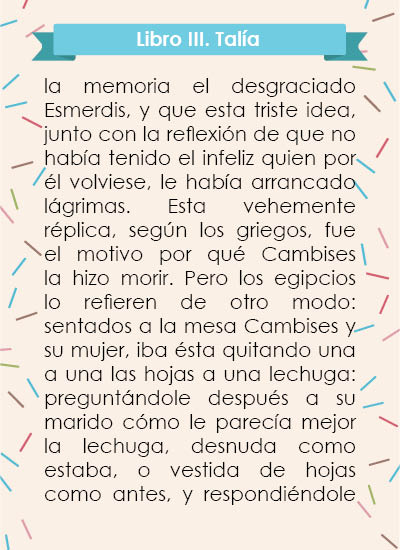 Libro III. Talía
la memoria el desgraciado
Esmerdis, y que esta triste idea,
junto con la reflexión de que no
había tenido el infeliz quien por
él volviese, le había arrancado
lágrimas. Esta vehemente
réplica, según los griegos, fue
el motivo por qué Cambises
la hizo morir. Pero los egipcios
lo refieren de otro modo:
sentados a la mesa Cambises y
su mujer, iba ésta quitando una
a una las hojas a una lechuga:
preguntándole después a su
marido cómo le parecía mejor
la lechuga, desnuda como
estaba, o vestida de hojas
como antes, y respondiéndole